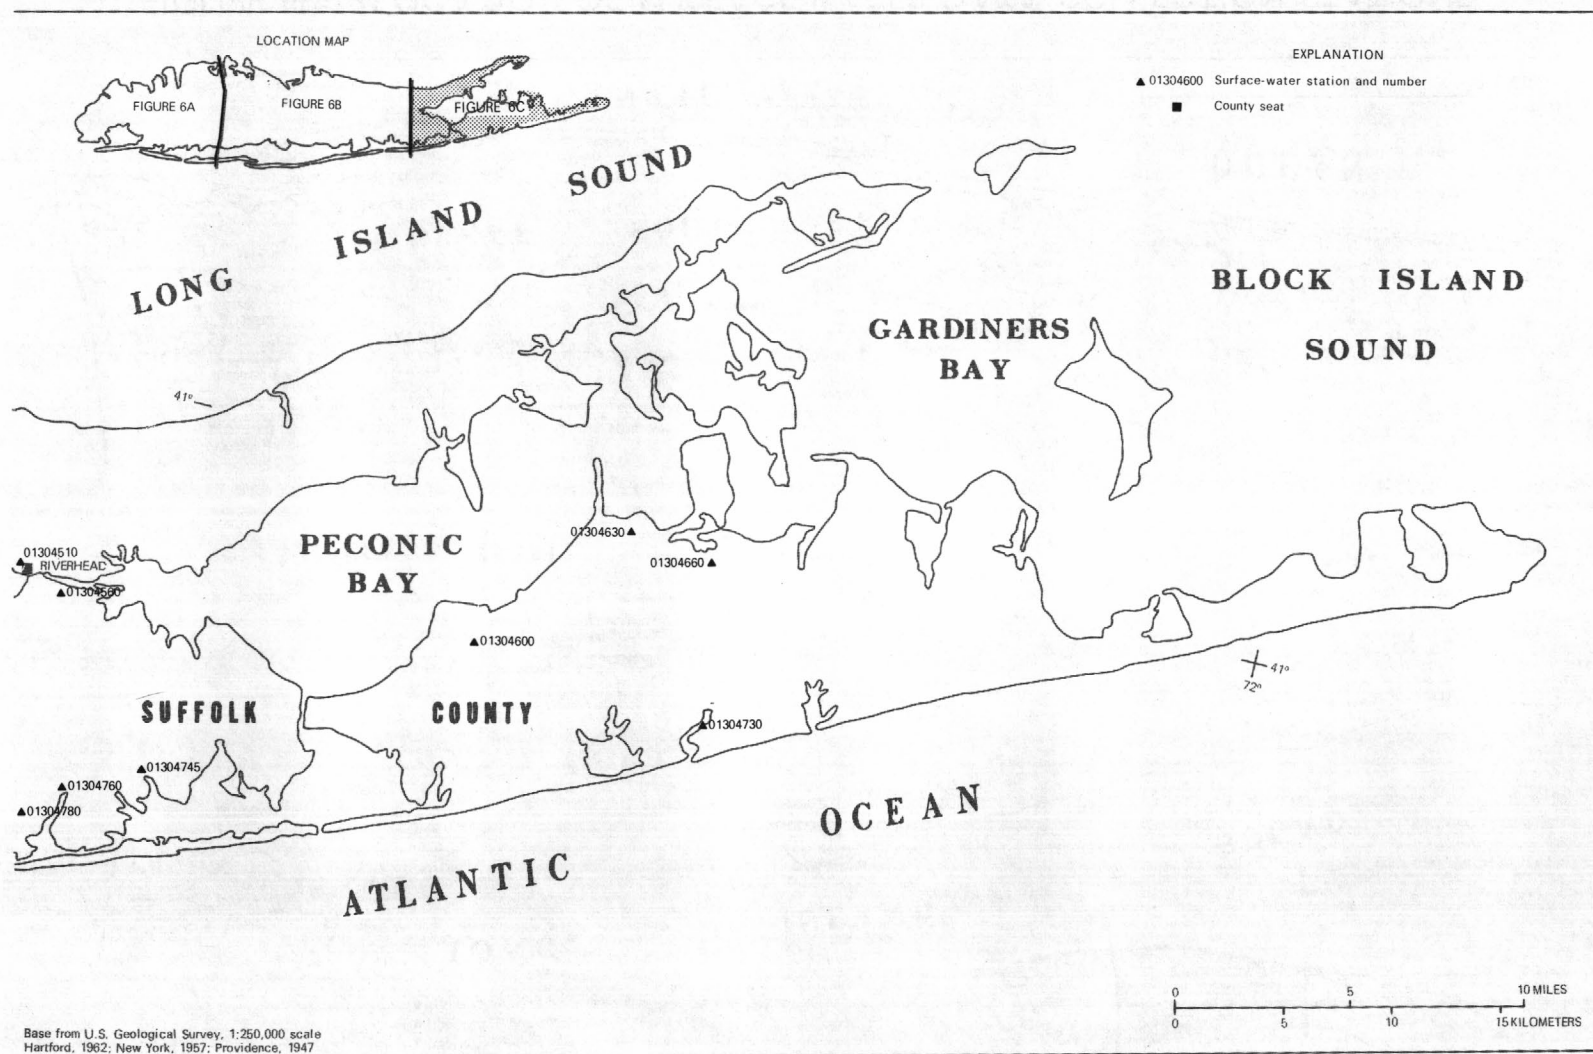 LOCATION MAP
FIGURE 6A
FIGURE 6B
FIGURE 6C
EXPLANATION
▲ 01304600 Surface-water station and number
■ County seat
LONG ISLAND SOUND
BLOCK ISLAND
SOUND
GARDINERS
BAY
41°
PECONIC
BAY
01304510
RIVERHEAD
01304560
01304630
01304660
01304600
41°
72°
SUFFOLK COUNTY
01304730
01304745
01304760
01304780
ATLANTIC OCEAN
0 5 10 MILES
0 5 10 15 KILOMETERS
Base from U.S. Geological Survey, 1:250,000 scale
Hartford, 1962; New York, 1957; Providence, 1947